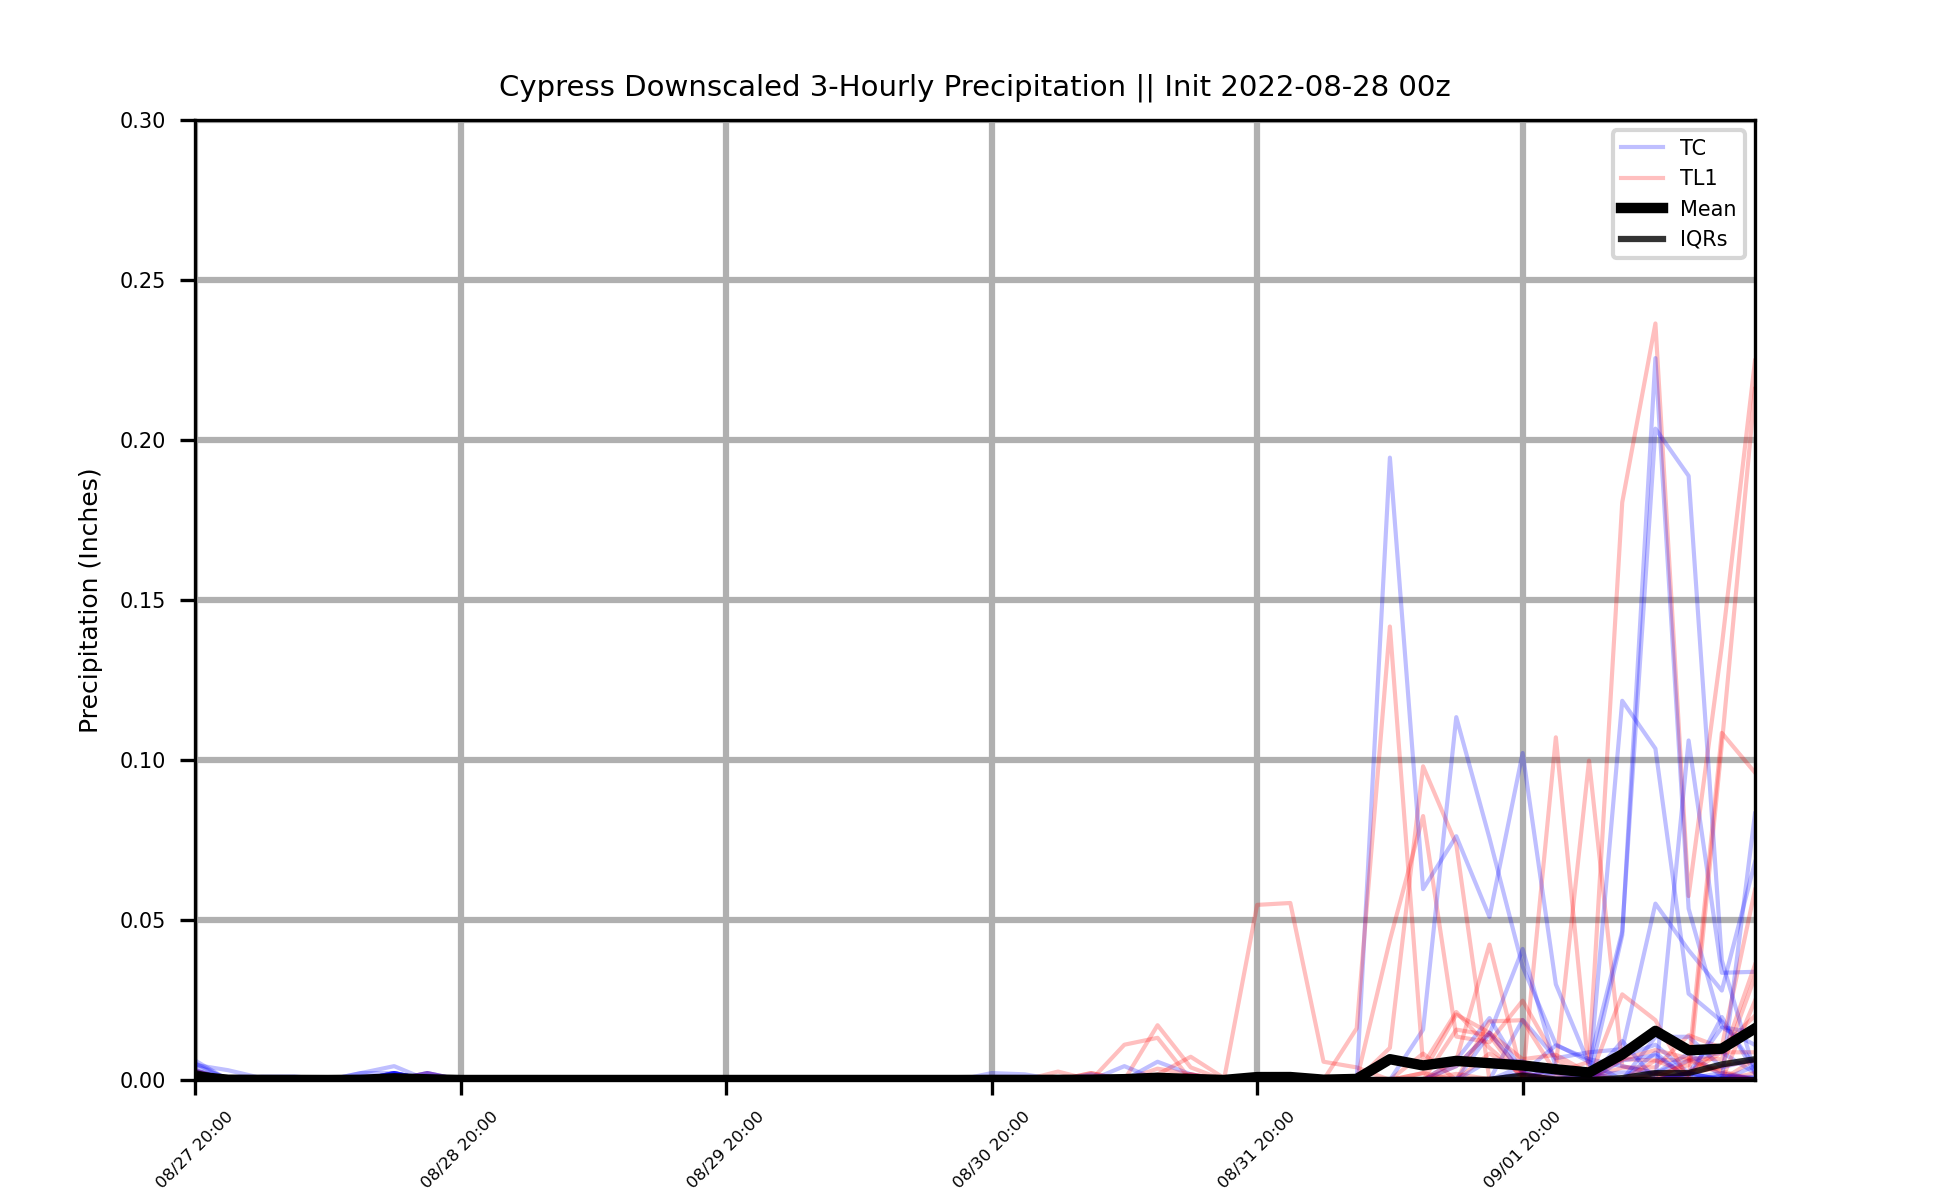 Cypress Downscaled 3-Hourly Precipitation || Init 2022-08-28 00z
TC
TL1
Mean
IQRs
Precipitation (Inches)
0.30
0.25
0.20
0.15
0.10
0.05
0.00
08/27 20:00
08/28 20:00
08/29 20:00
08/30 20:00
08/31 20:00
09/01 20:00